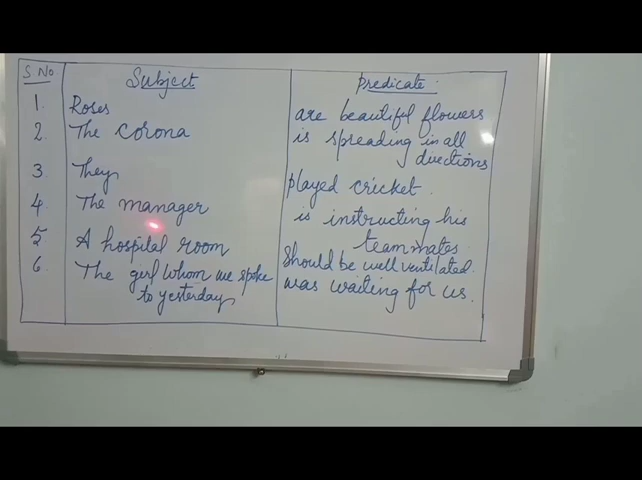 S No Subject Predicate
1. Roses are beautiful flowers
2. The corona is spreading in all
directions
3. They played cricket.
4 The manager is instructing his
teammates
5 A hospital room Should be well ventilated.
6. The girl whom we spoke was waiting for us.
to yesterday